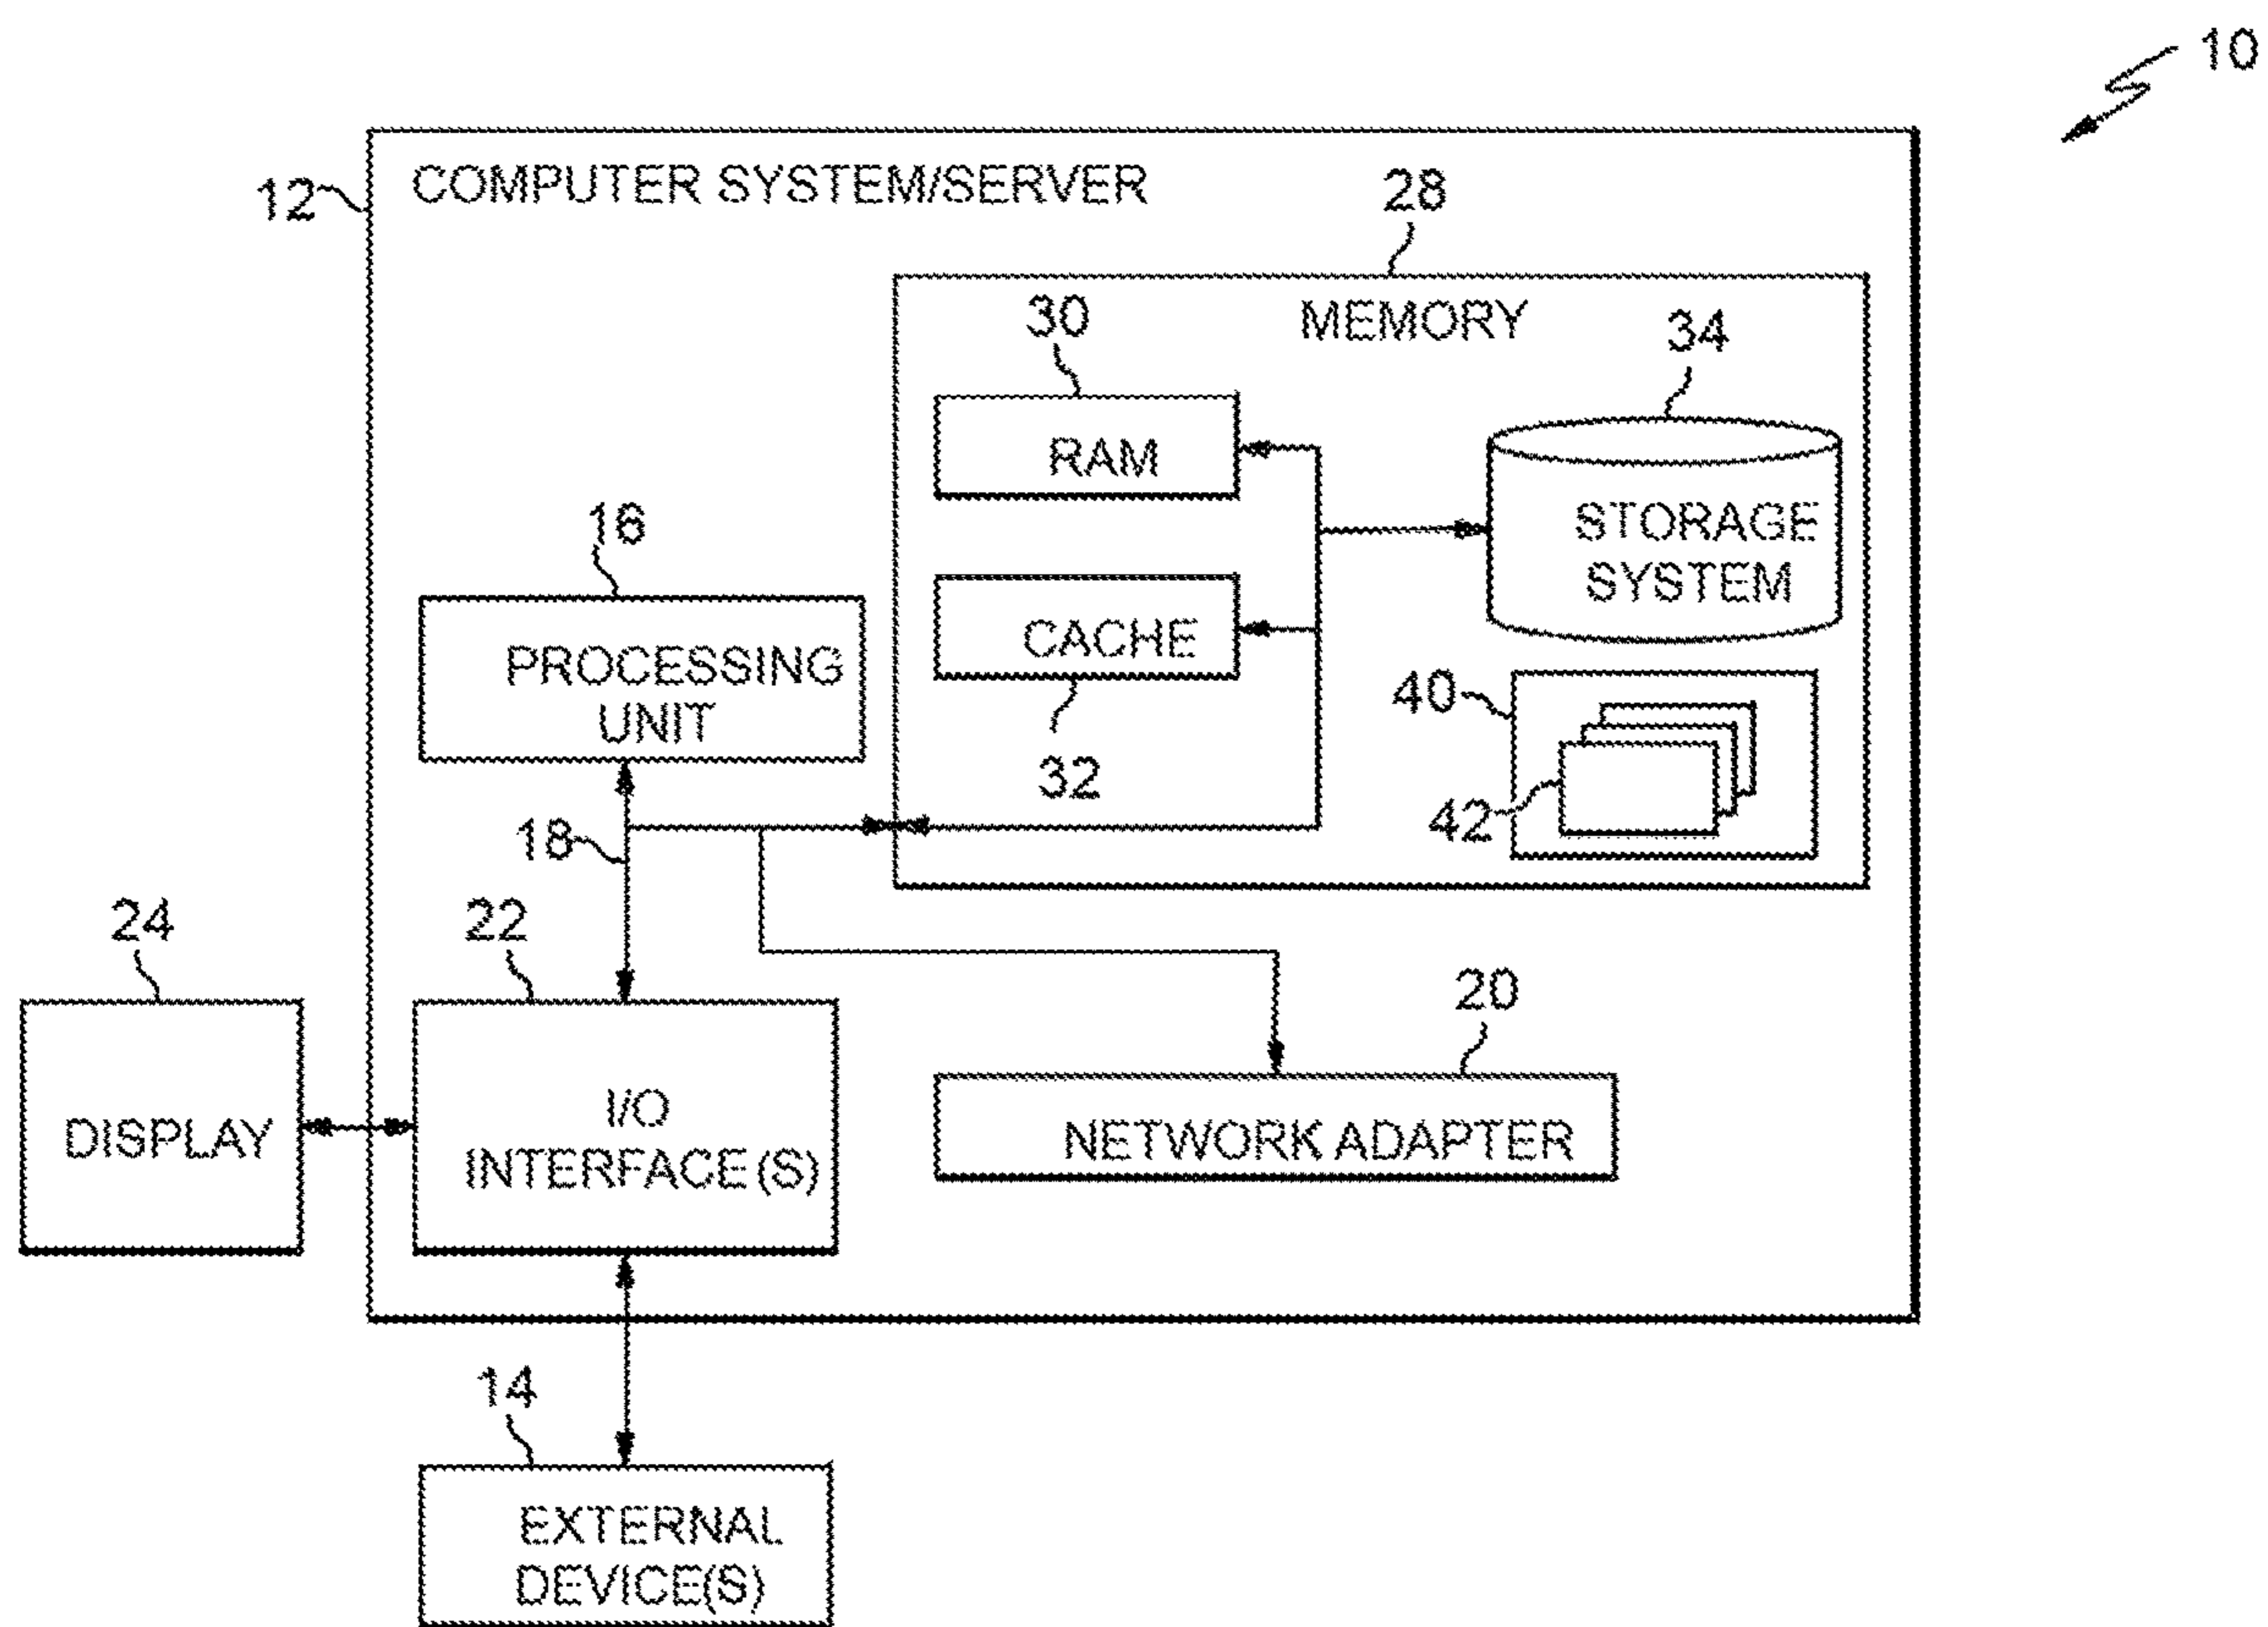 10
12
COMPUTER SYSTEM/SERVER
28
MEMORY
30
34
RAM
STORAGE
SYSTEM
16
CACHE
PROCESSING
UNIT
32
40
42
18
24
22
20
DISPLAY
I/O
INTERFACE(S)
NETWORK ADAPTER
14
EXTERNAL
DEVICE(S)